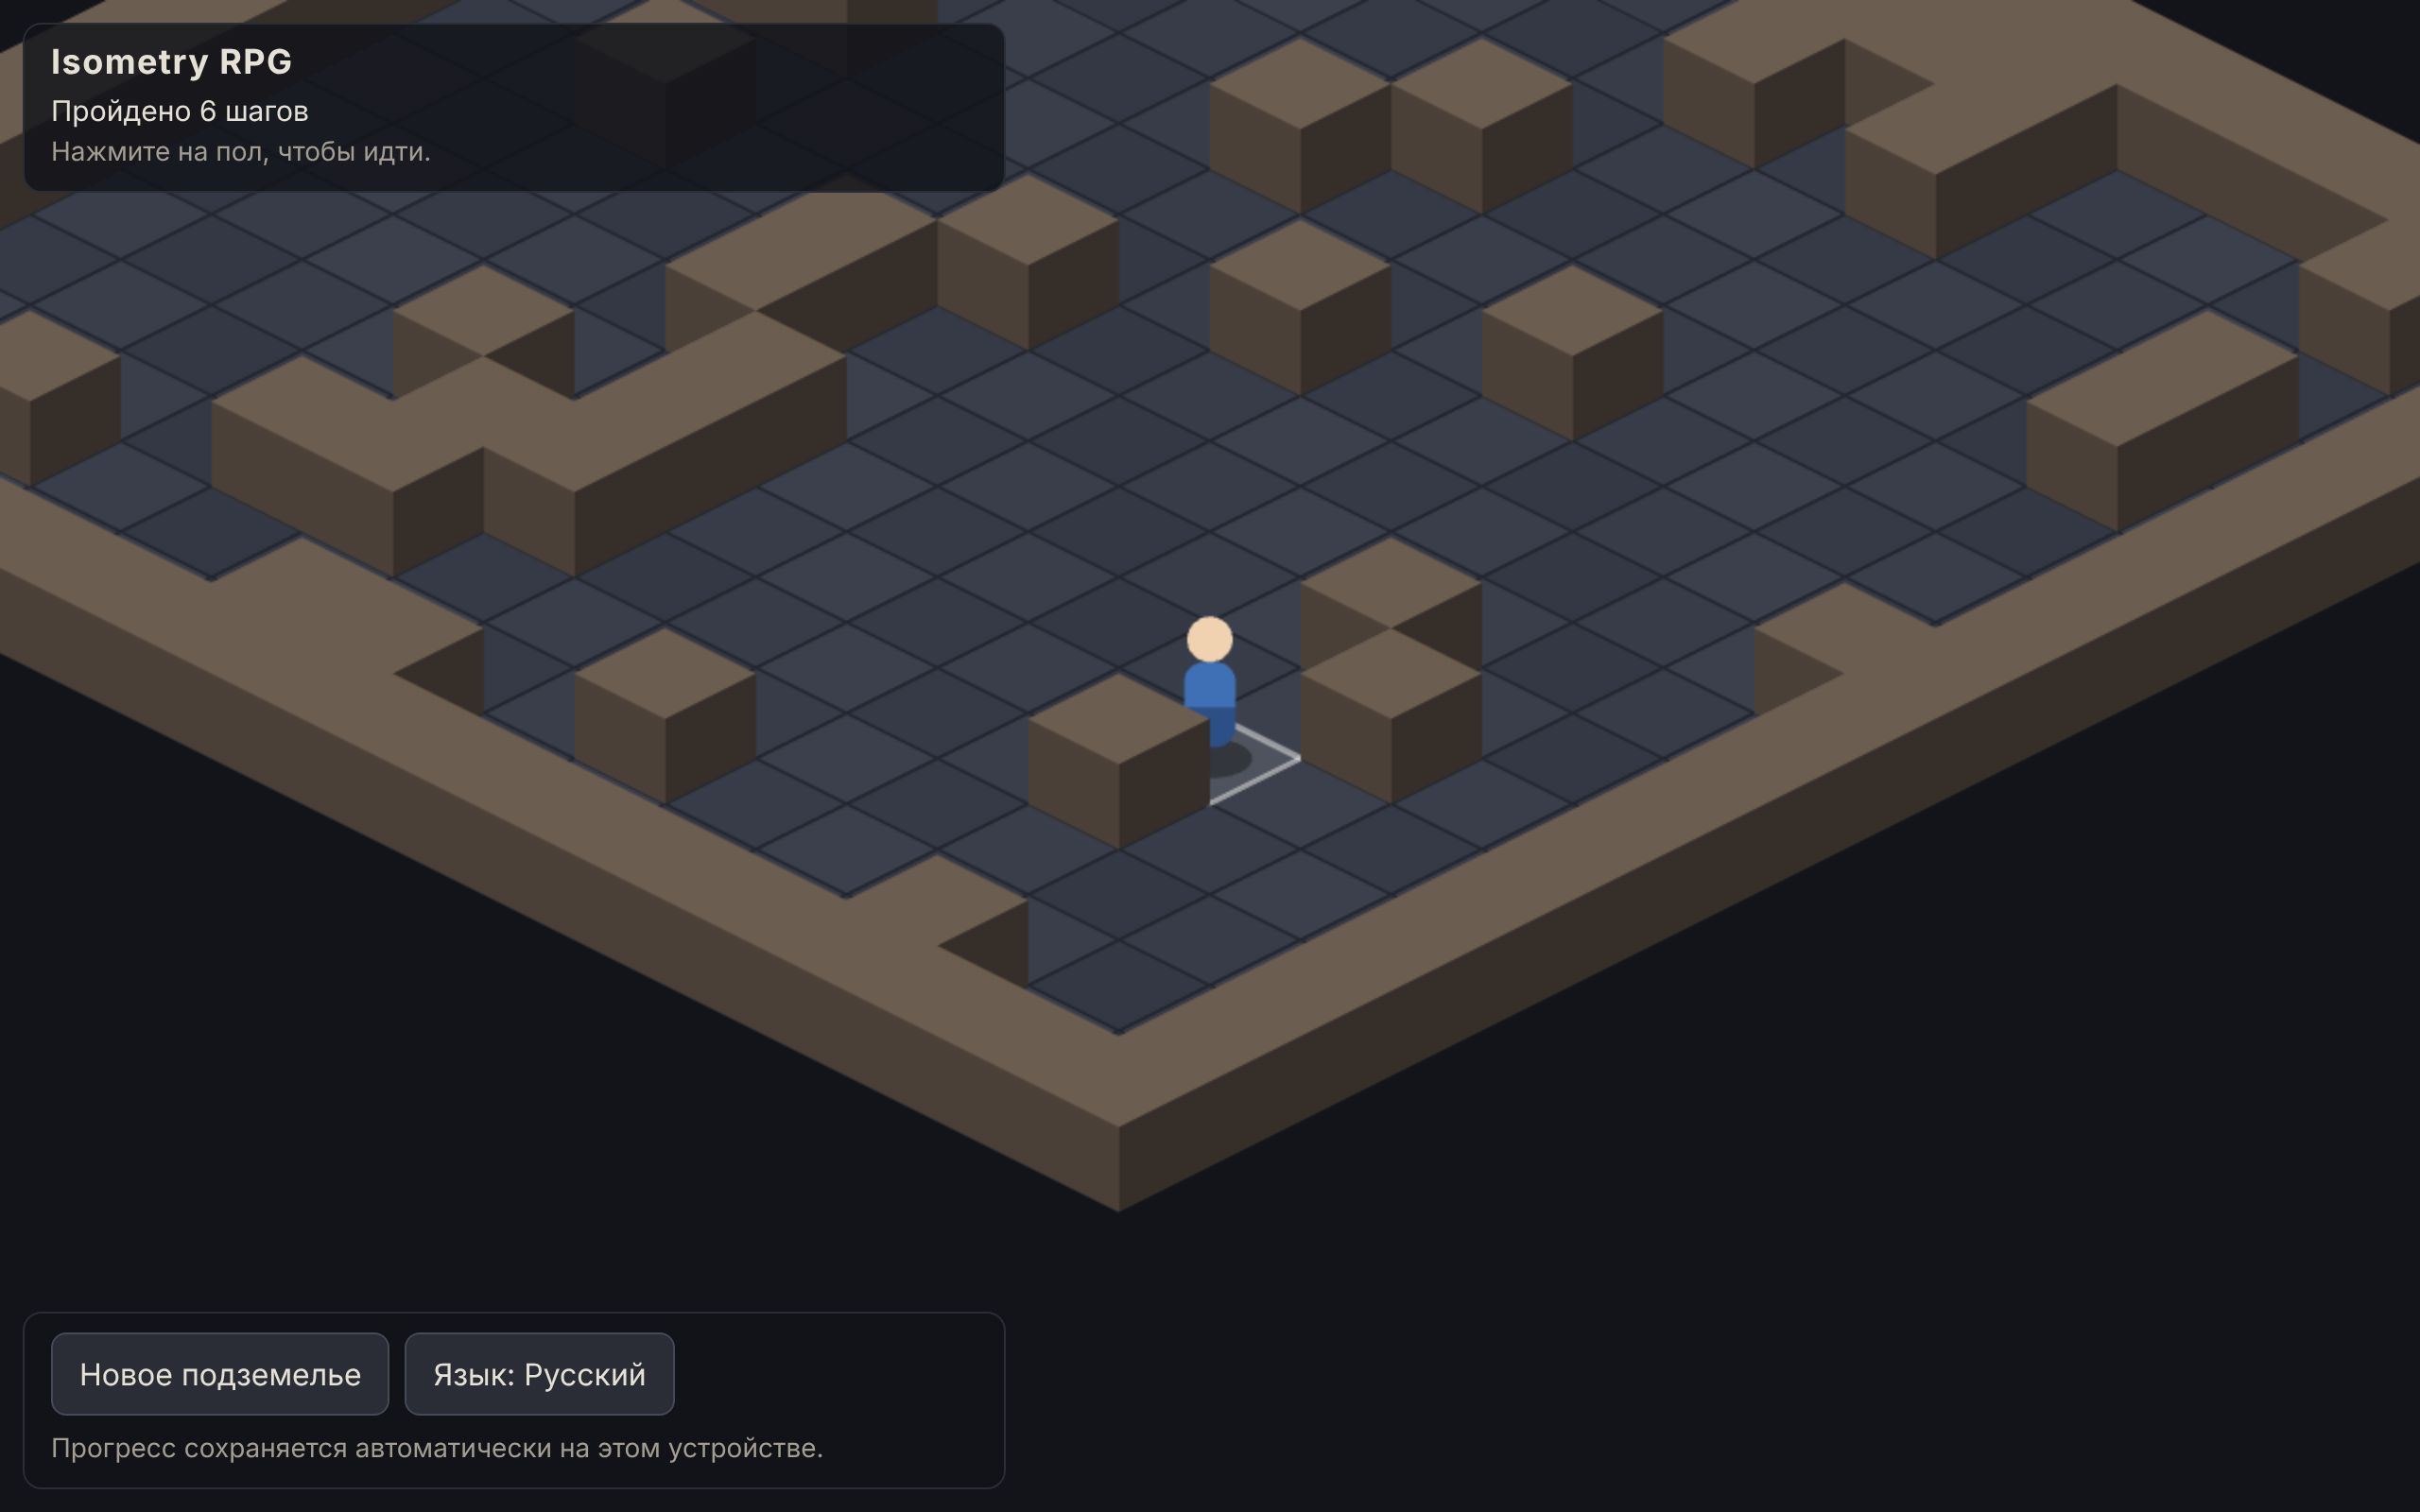 Isometry RPG
Пройдено 6 шагов
Нажмите на пол, чтобы идти.
Новое подземелье
Язык: Русский
Прогресс сохраняется автоматически на этом устройстве.